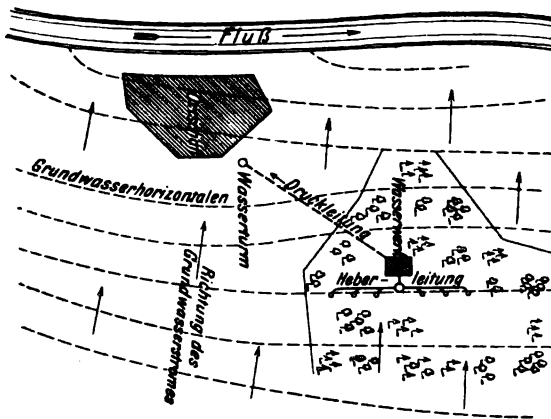 Fluß
Grundwasserhorizontalen
Wasserturm
Druckleitung
Wasserwerk
Heber-leitung
Richtung des
Grundwasserstromes